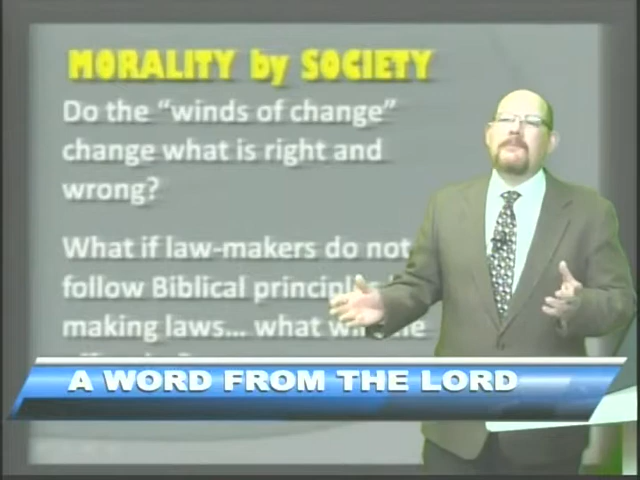 MORALITY by SOCIETY
Do the “winds of change”
change what is right and
wrong?
What if law-makers do not
follow Biblical
making laws... what
A WORD FROM THE LORD